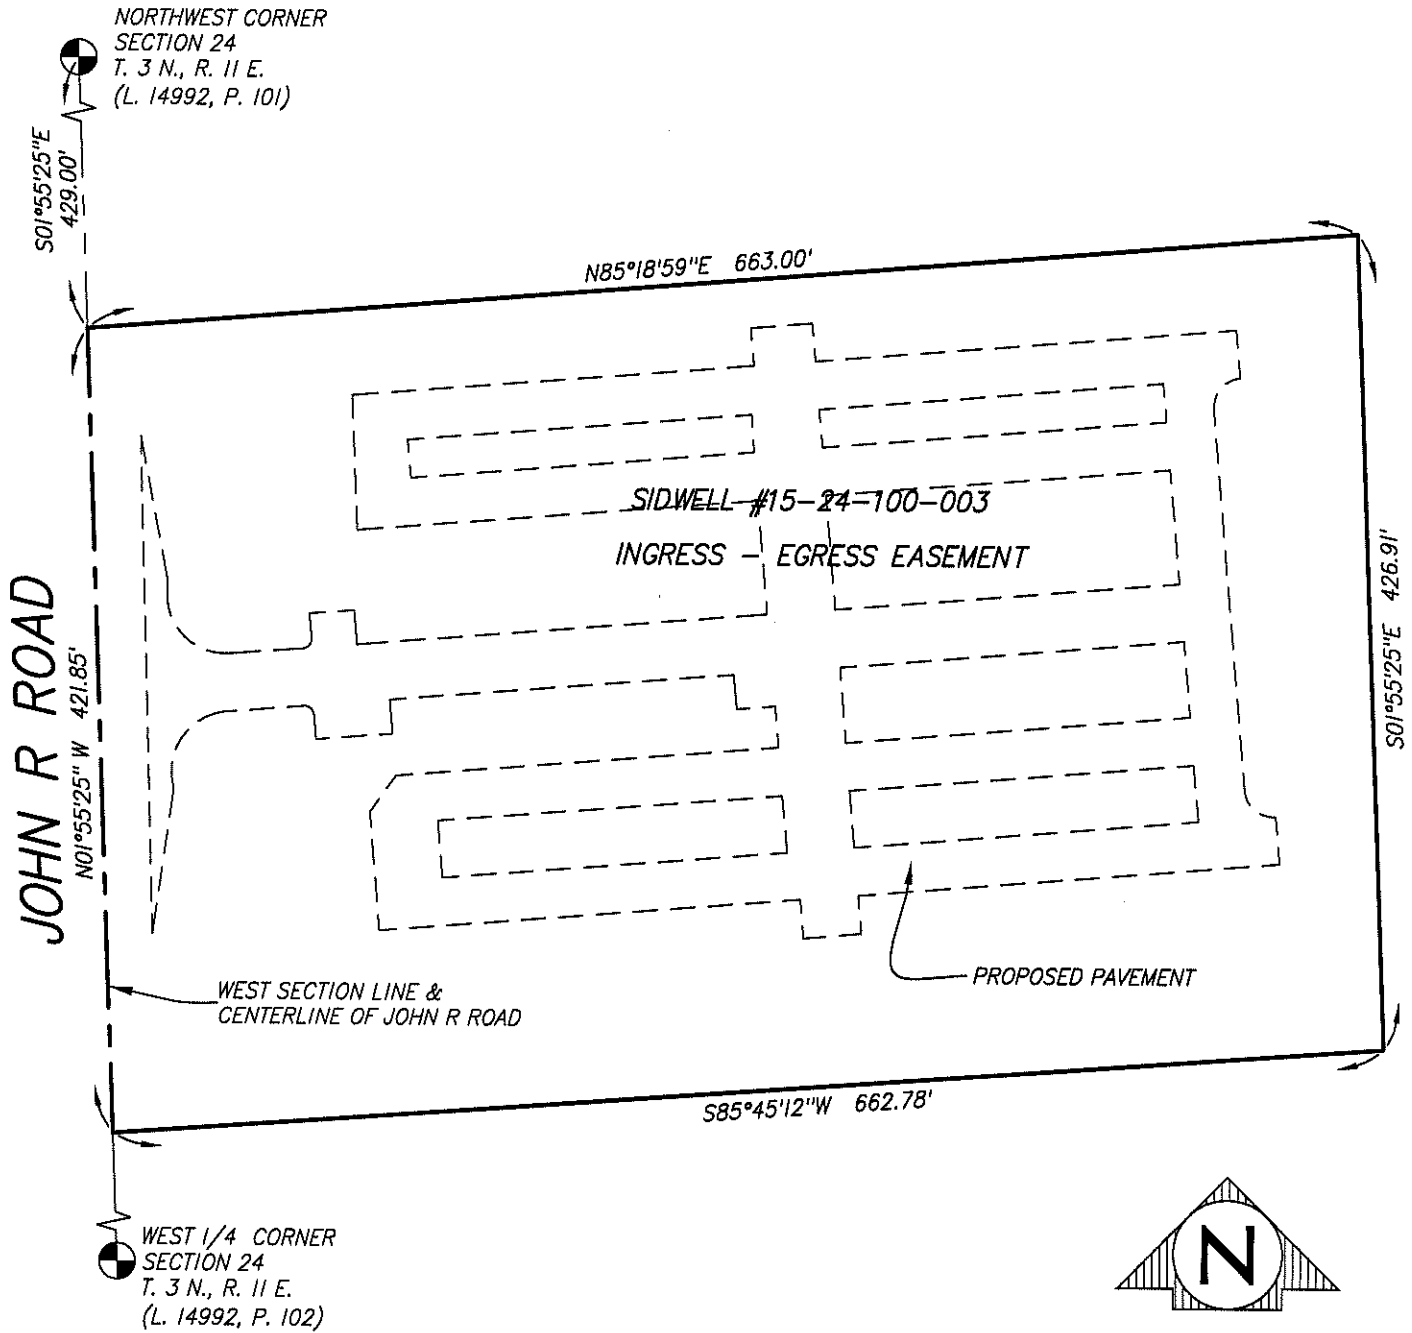 NORTHWEST CORNER
SECTION 24
T. 3 N., R. 11 E.
(L. 14992, P. 101)
S01°55'25"E
429.00'
N85°18'59"E 663.00'
SIDWELL #15-24-100-003
INGRESS - EGRESS EASEMENT
S01°55'25"E 426.91'
JOHN R ROAD
N01°55'25" W 421.85'
WEST SECTION LINE &
CENTERLINE OF JOHN R ROAD
PROPOSED PAVEMENT
S85°45'12"W 662.78'
WEST 1/4 CORNER
SECTION 24
T. 3 N., R. 11 E.
(L. 14992, P. 102)
N